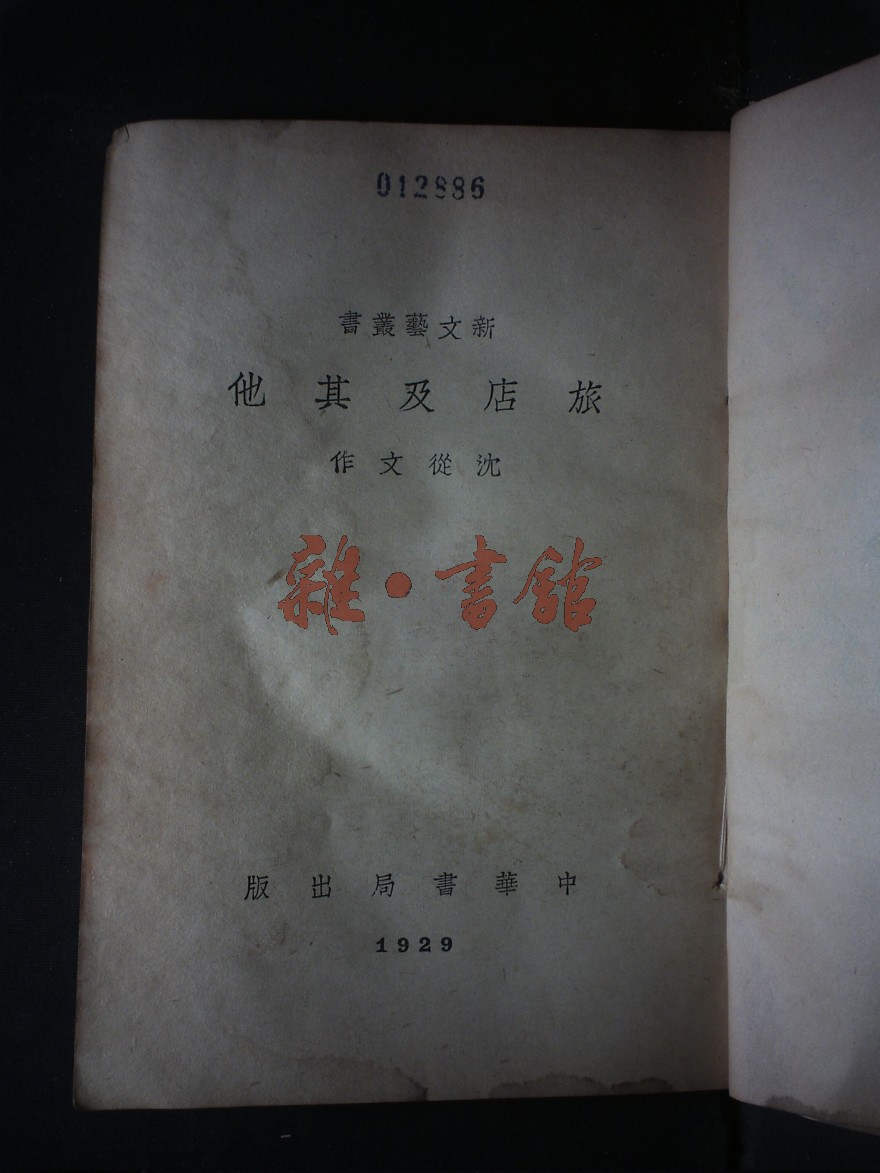 012886
新文藝叢書
旅店及其他
沈從文作
雜·書館
中華書局出版
1929